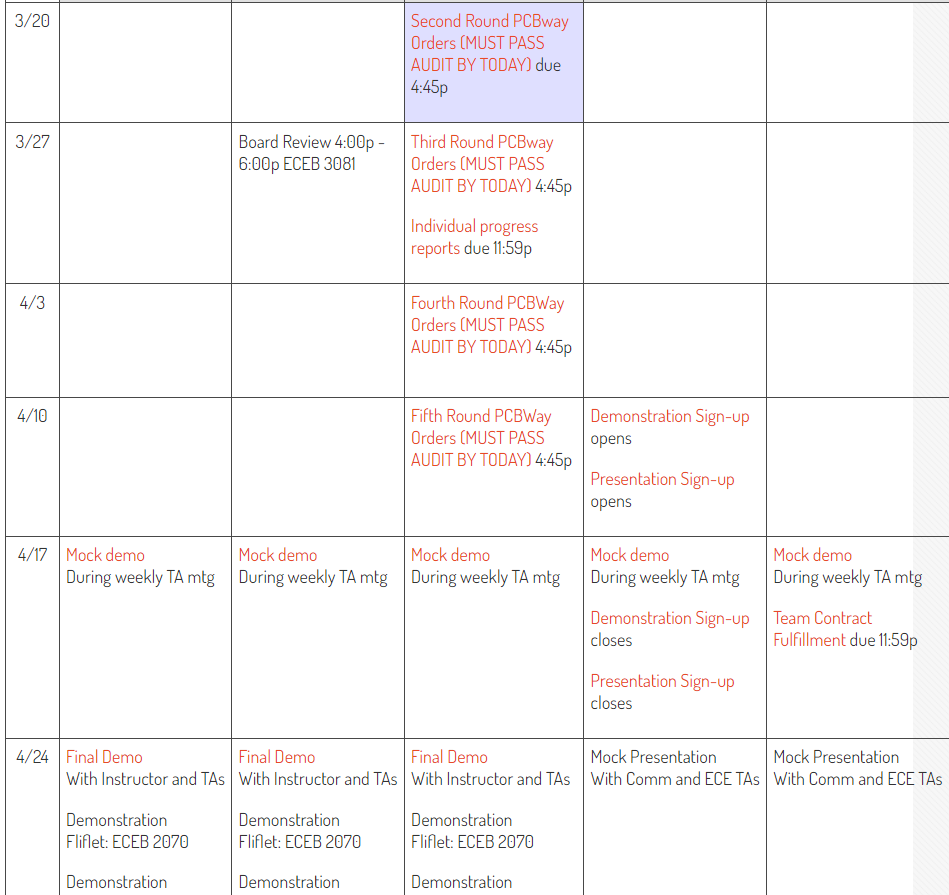 3/20
Second Round PCBway
Orders (MUST PASS
AUDIT BY TODAY) due
4:45p
3/27
Board Review 4:00p -
6:00p ECEB 3081
Third Round PCBway
Orders (MUST PASS
AUDIT BY TODAY) 4:45p
Individual progress
reports due 11:59p
4/3
Fourth Round PCBWay
Orders (MUST PASS
AUDIT BY TODAY) 4:45p
4/10
Fifth Round PCBWay
Orders (MUST PASS
AUDIT BY TODAY) 4:45p
Demonstration Sign-up
opens
Presentation Sign-up
opens
4/17
Mock demo
During weekly TA mtg
Mock demo
During weekly TA mtg
Mock demo
During weekly TA mtg
Mock demo
During weekly TA mtg
Demonstration Sign-up
closes
Presentation Sign-up
closes
Mock demo
During weekly TA mtg
Team Contract
Fulfillment due 11:59p
4/24
Final Demo
With Instructor and TAs
Demonstration
Fliflet: ECEB 2070
Demonstration
Final Demo
With Instructor and TAs
Demonstration
Fliflet: ECEB 2070
Demonstration
Final Demo
With Instructor and TAs
Demonstration
Fliflet: ECEB 2070
Demonstration
Mock Presentation
With Comm and ECE TAs
Mock Presentation
With Comm and ECE TAs